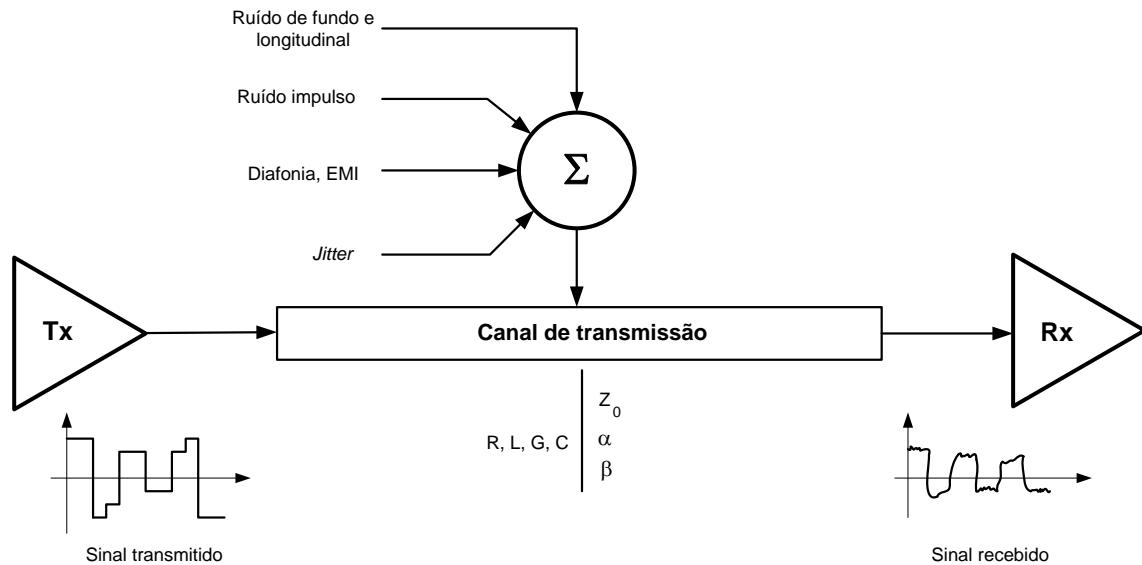 Ruído de fundo e
longitudinal
Ruído impulso
Diafonia, EMI
Jitter
Σ
Tx
Canal de transmissão
Rx
R, L, G, C
Z0
α
β
Sinal transmitido
Sinal recebido